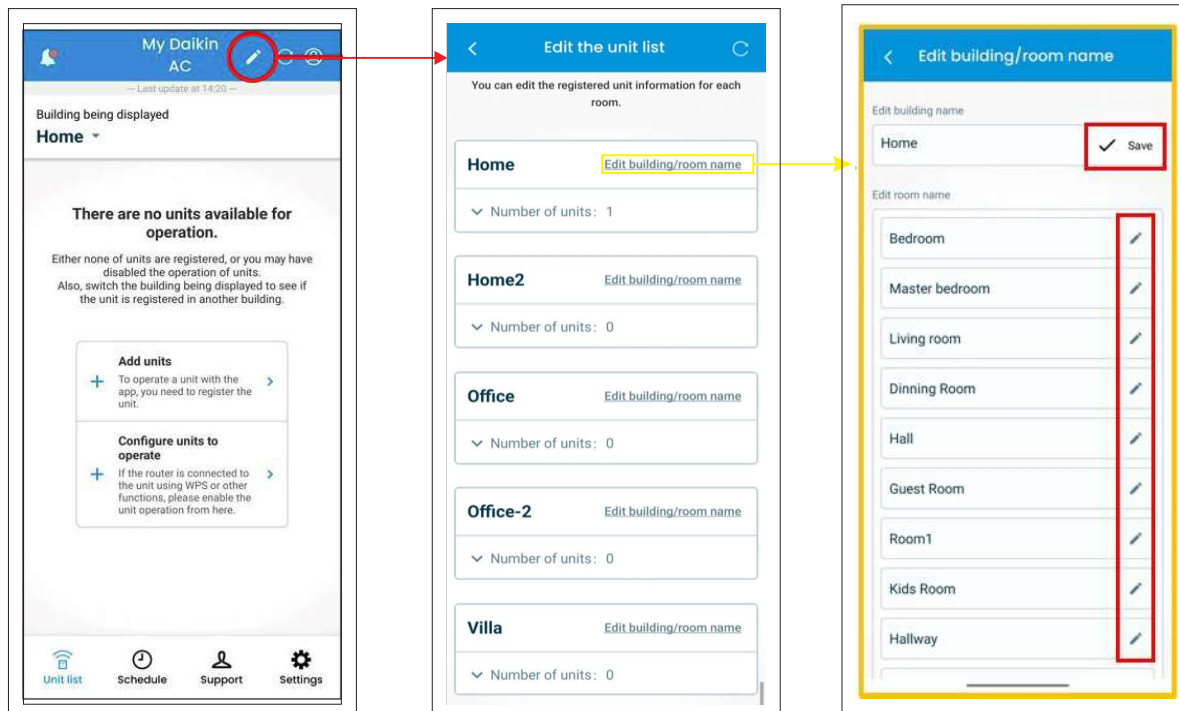 My Daikin
AC
— Last update at 14:20 —
Building being displayed
Home
There are no units available for
operation.
Either none of units are registered, or you may have
disabled the operation of units.
Also, switch the building being displayed to see if
the unit is registered in another building.
Add units
To operate a unit with the
app, you need to register the
unit.
Configure units to
operate
If the router is connected to
the unit using WPS or other
functions, please enable the
unit operation from here.
Unit list
Schedule
Support
Settings
Edit the unit list
You can edit the registered unit information for each
room.
Home Edit building/room name
Number of units: 1
Home2 Edit building/room name
Number of units: 0
Office Edit building/room name
Number of units: 0
Office-2 Edit building/room name
Number of units: 0
Villa Edit building/room name
Number of units: 0
Edit building/room name
Edit building name
Home Save
Edit room name
Bedroom
Master bedroom
Living room
Dinning Room
Hall
Guest Room
Room1
Kids Room
Hallway